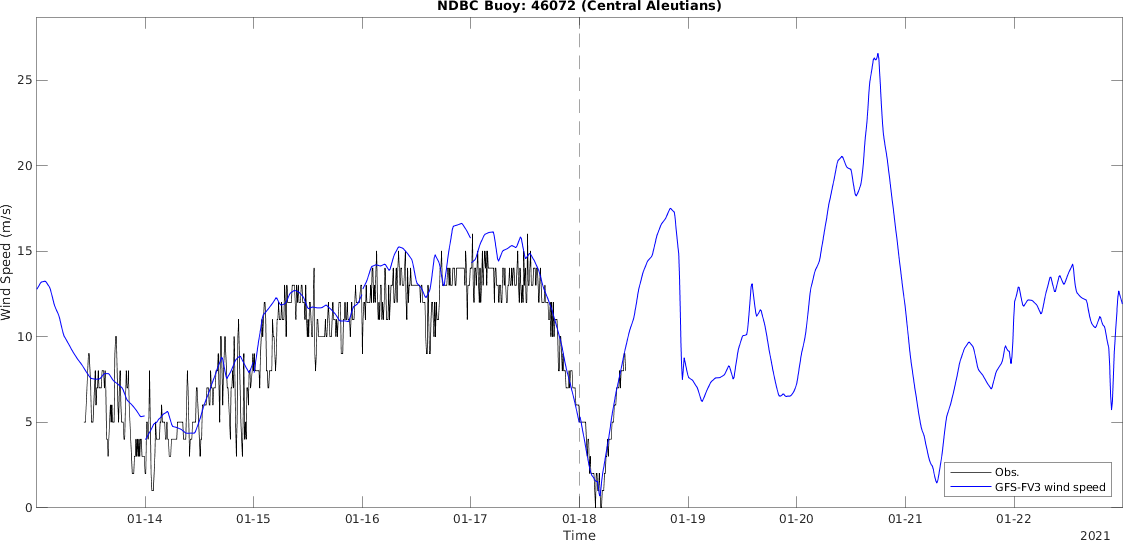 NDBC Buoy: 46072 (Central Aleutians)
Wind Speed (m/s)
25
20
15
10
5
0
01-14 01-15 01-16 01-17 01-18 01-19 01-20 01-21 01-22
Time
2021
Obs.
GFS-FV3 wind speed